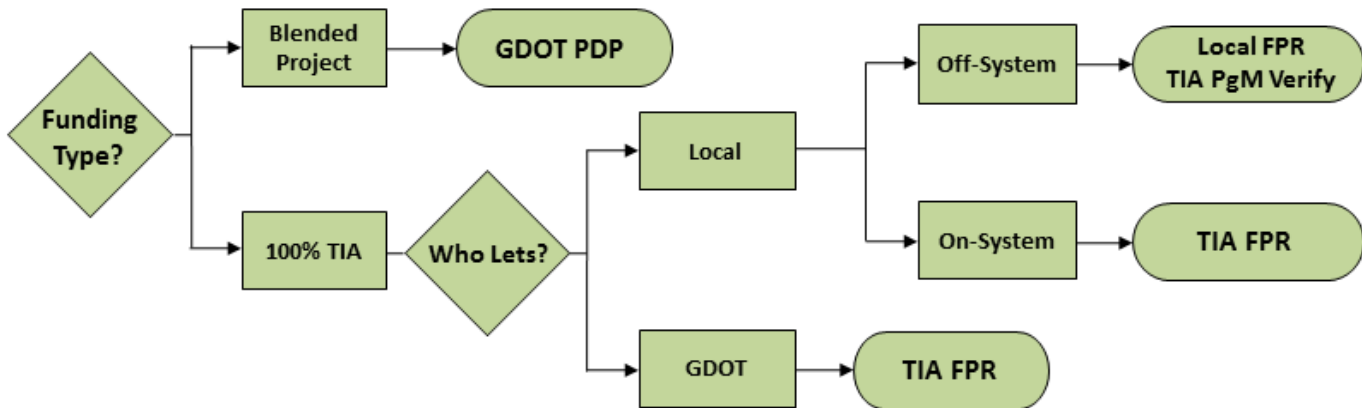 Funding
Type?
Blended
Project
GDOT PDP
100% TIA
Who Lets?
Local
Off-System
Local FPR
TIA PgM Verify
On-System
TIA FPR
GDOT
TIA FPR